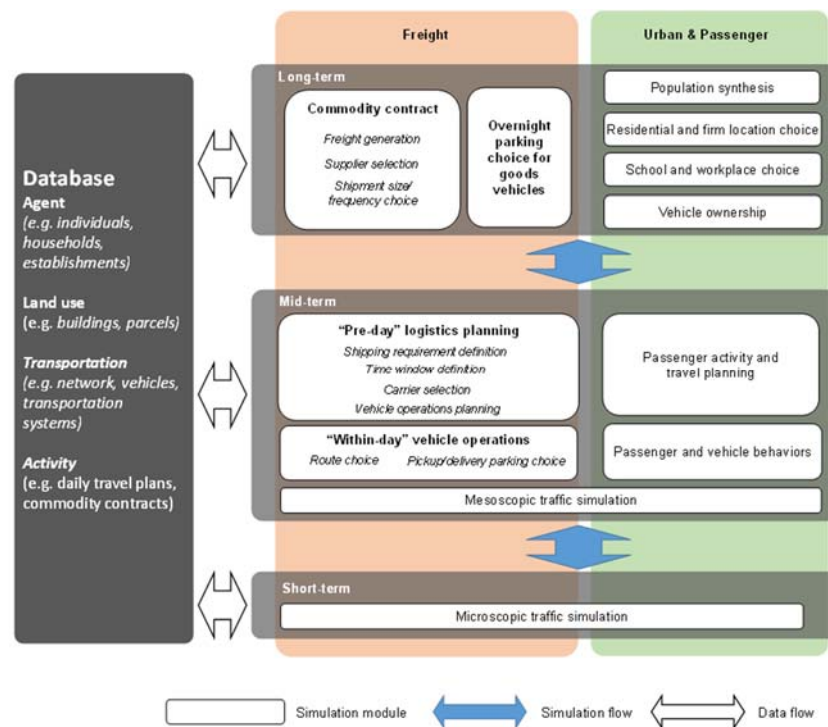 Freight
Urban & Passenger
Database
Agent
(e.g. individuals,
households,
establishments)
Land use
(e.g. buildings, parcels)
Transportation
(e.g. network, vehicles,
transportation
systems)
Activity
(e.g. daily travel plans,
commodity contracts)
Long-term
Commodity contract
Freight generation
Supplier selection
Shipment size/
frequency choice
Overnight
parking
choice for
goods
vehicles
Population synthesis
Residential and firm location choice
School and workplace choice
Vehicle ownership
Mid-term
“Pre-day” logistics planning
Shipping requirement definition
Time window definition
Carrier selection
Vehicle operations planning
“Within-day” vehicle operations
Route choice
Pickup/delivery parking choice
Passenger activity and
travel planning
Passenger and vehicle behaviors
Mesoscopic traffic simulation
Short-term
Microscopic traffic simulation
Simulation module
Simulation flow
Data flow